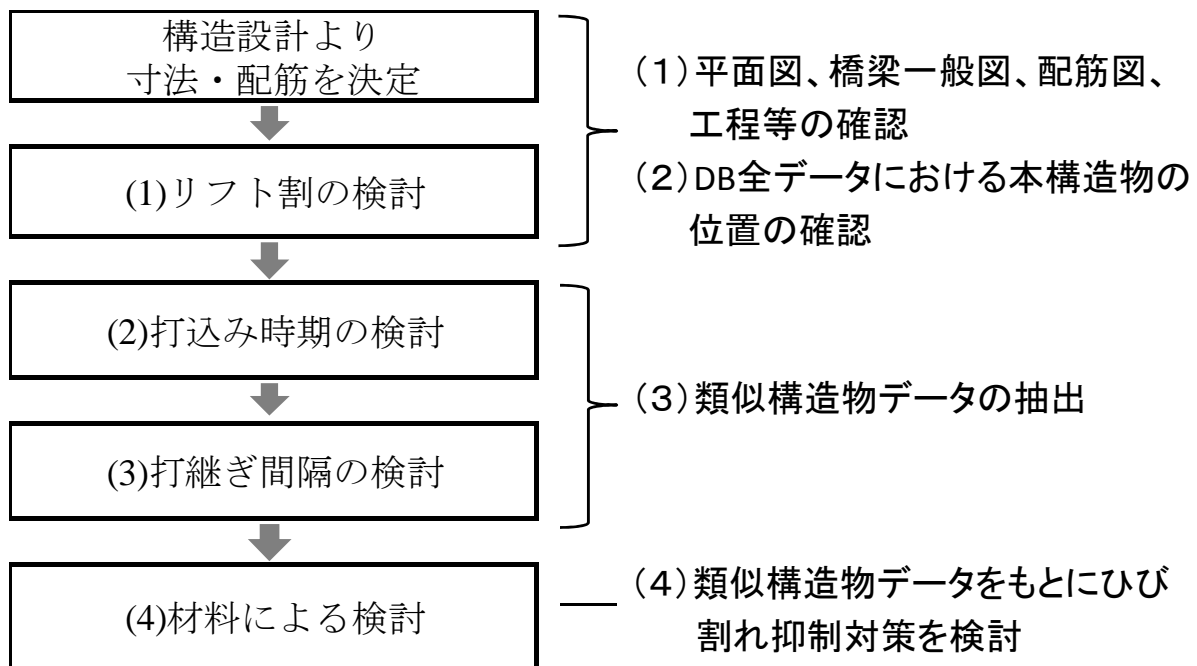 構造設計より
寸法・配筋を決定
(1)リフト割の検討
(2)打込み時期の検討
(3)打継ぎ間隔の検討
(4)材料による検討
（１）平面図、橋梁一般図、配筋図、
工程等の確認
（２）DB全データにおける本構造物の
位置の確認
（３）類似構造物データの抽出
（４）類似構造物データをもとにひび
割れ抑制対策を検討